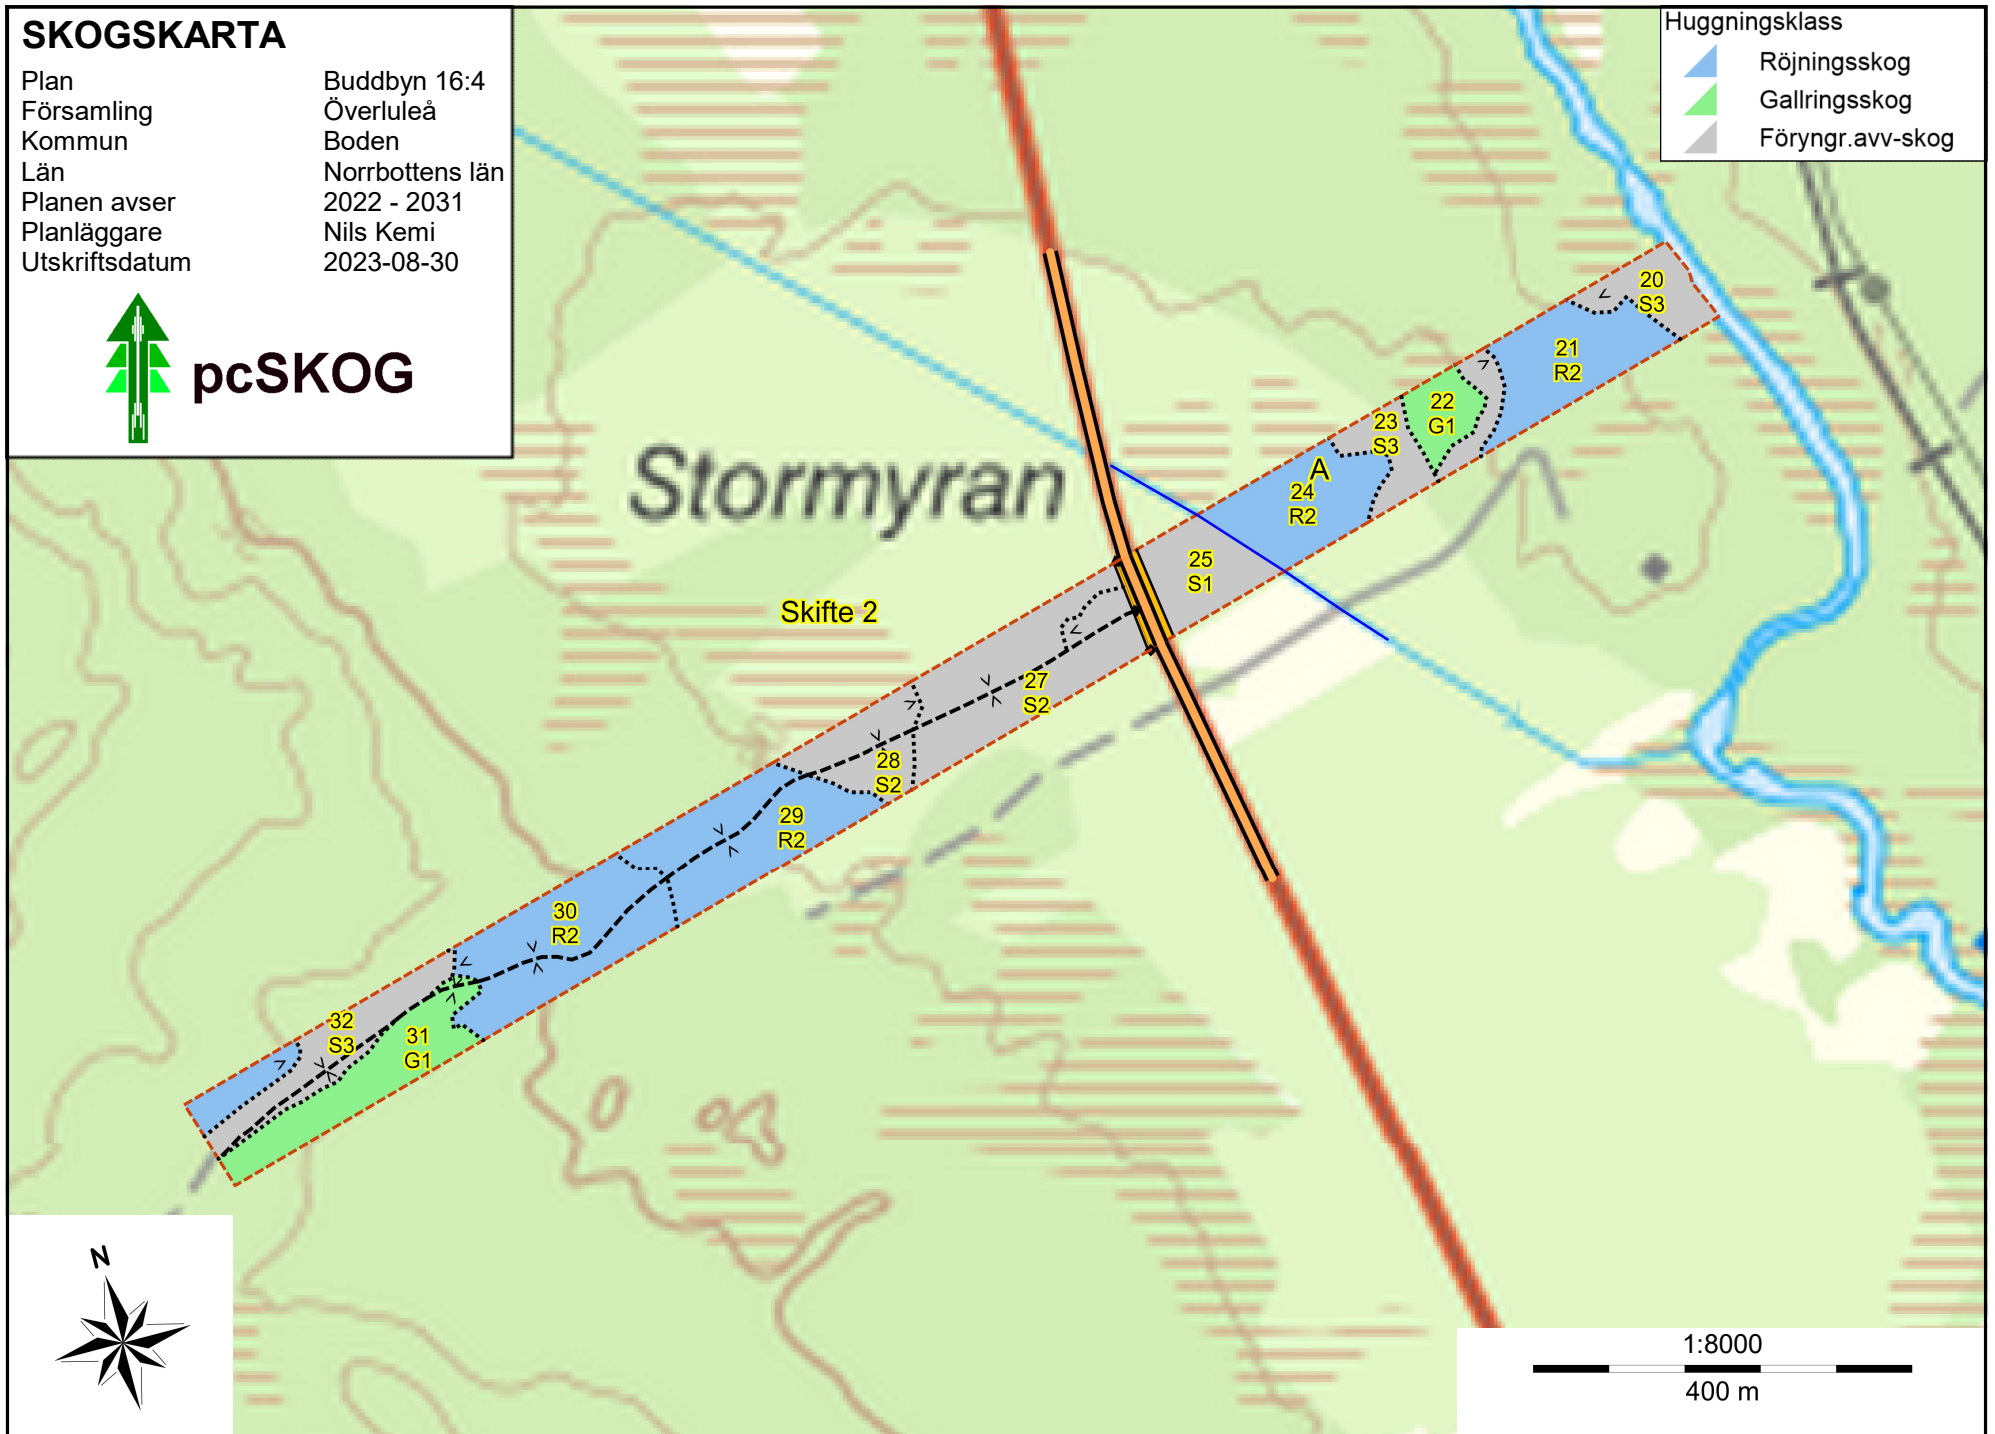 SKOGSKARTA
Plan Buddbyn 16:4
Församling Överluleå
Kommun Boden
Län Norrbottens län
Planen avser 2022 - 2031
Planläggare Nils Kemi
Utskriftsdatum 2023-08-30
pcSKOG
Huggningsklass
Röjningsskog
Gallringsskog
Föryngr.avv-skog
Stormyran
Skifte 2
20
S3
21
R2
22
G1
23
S3
A
24
R2
25
S1
27
S2
28
S2
29
R2
30
R2
31
G1
32
S3
N
1:8000
400 m